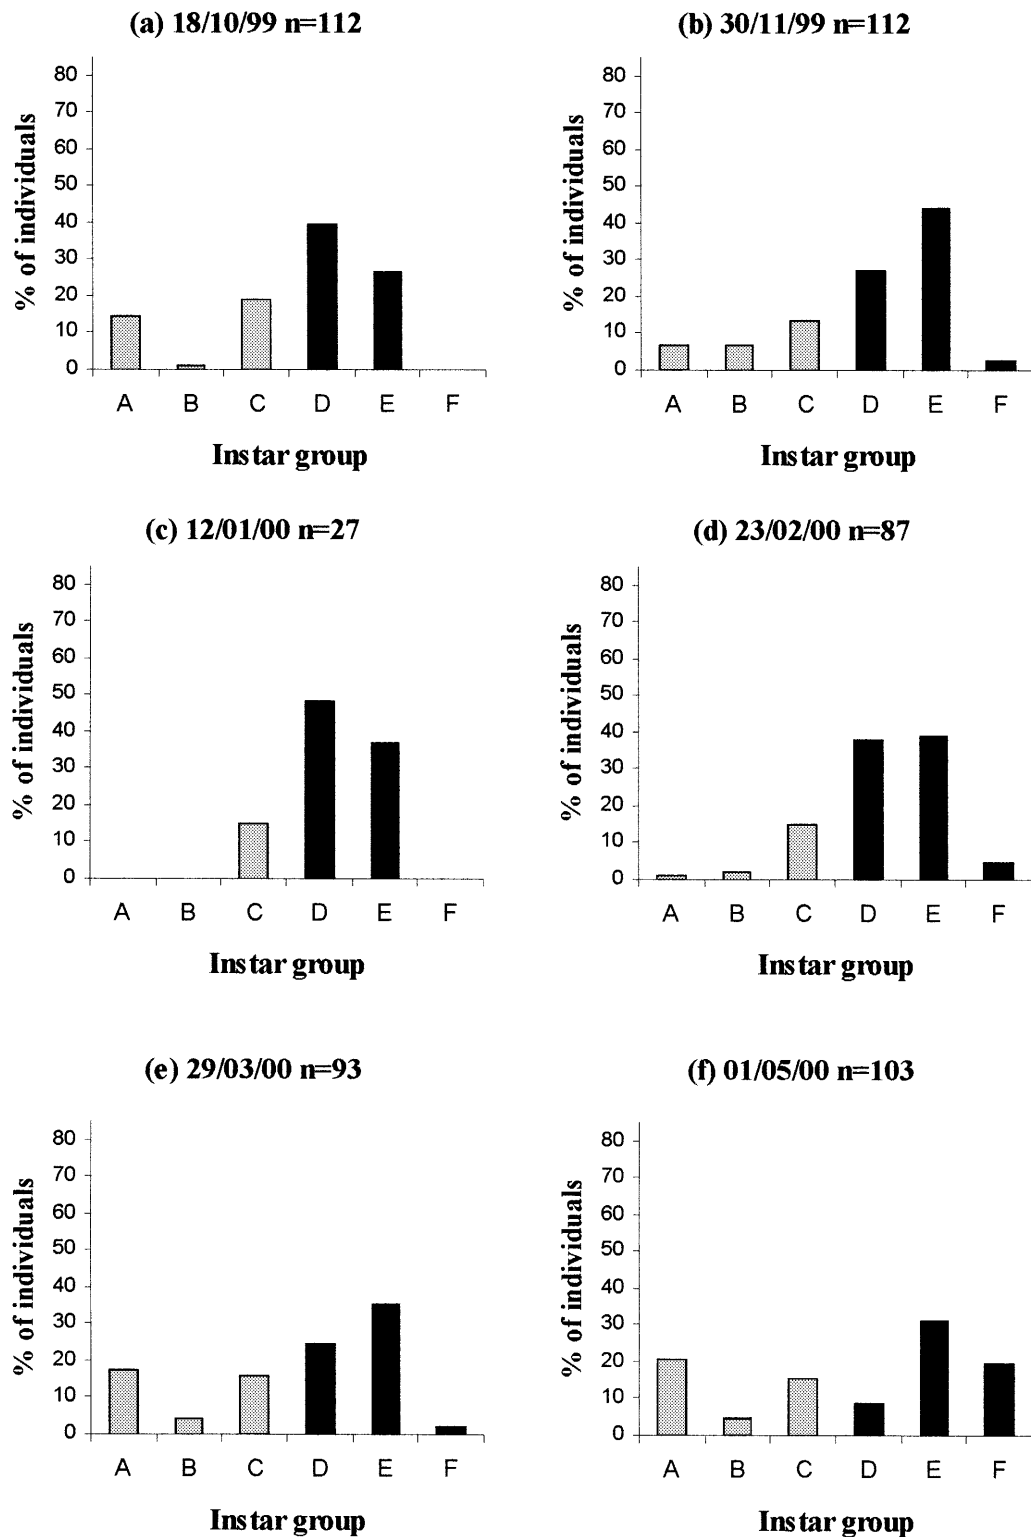 (a) 18/10/99 n=112
% of individuals
80
70
60
50
40
30
20
10
0
A B C D E F
Instar group
(b) 30/11/99 n=112
% of individuals
80
70
60
50
40
30
20
10
0
A B C D E F
Instar group
(c) 12/01/00 n=27
% of individuals
80
70
60
50
40
30
20
10
0
A B C D E F
Instar group
(d) 23/02/00 n=87
% of individuals
80
70
60
50
40
30
20
10
0
A B C D E F
Instar group
(e) 29/03/00 n=93
% of individuals
80
70
60
50
40
30
20
10
0
A B C D E F
Instar group
(f) 01/05/00 n=103
% of individuals
80
70
60
50
40
30
20
10
0
A B C D E F
Instar group